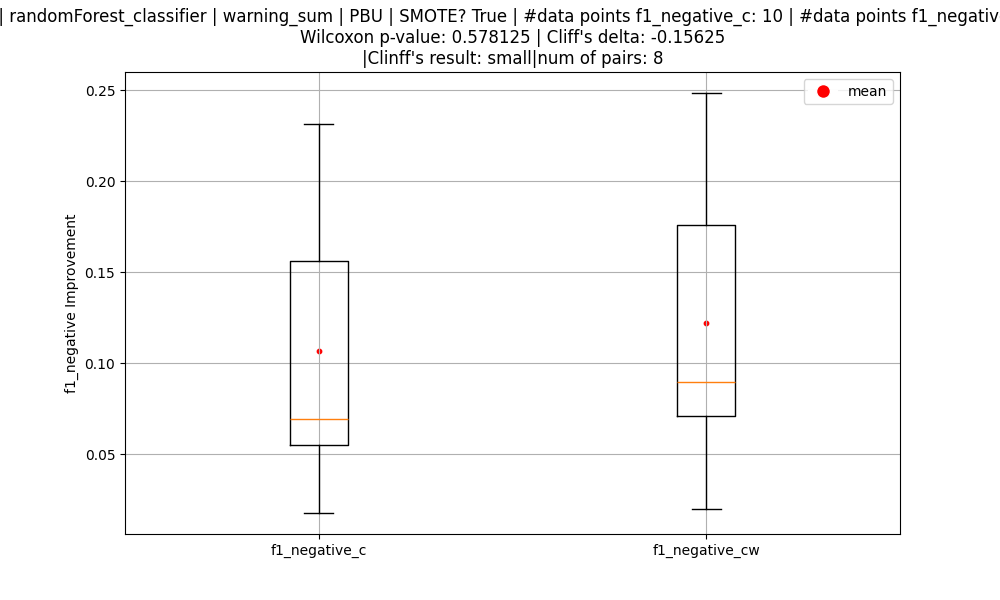 | randomForest_classifier | warning_sum | PBU | SMOTE? True | #data points f1_negative_c: 10 | #data points f1_negativ
Wilcoxon p-value: 0.578125 | Cliff's delta: -0.15625
|Clinff's result: small|num of pairs: 8
mean
0.25
0.20
0.15
0.10
0.05
f1_negative Improvement
f1_negative_c
f1_negative_cw